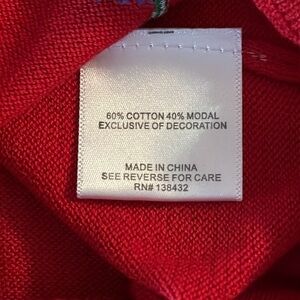 60% COTTON 40% MODAL
EXCLUSIVE OF DECORATION
MADE IN CHINA
SEE REVERSE FOR CARE
RN# 138432